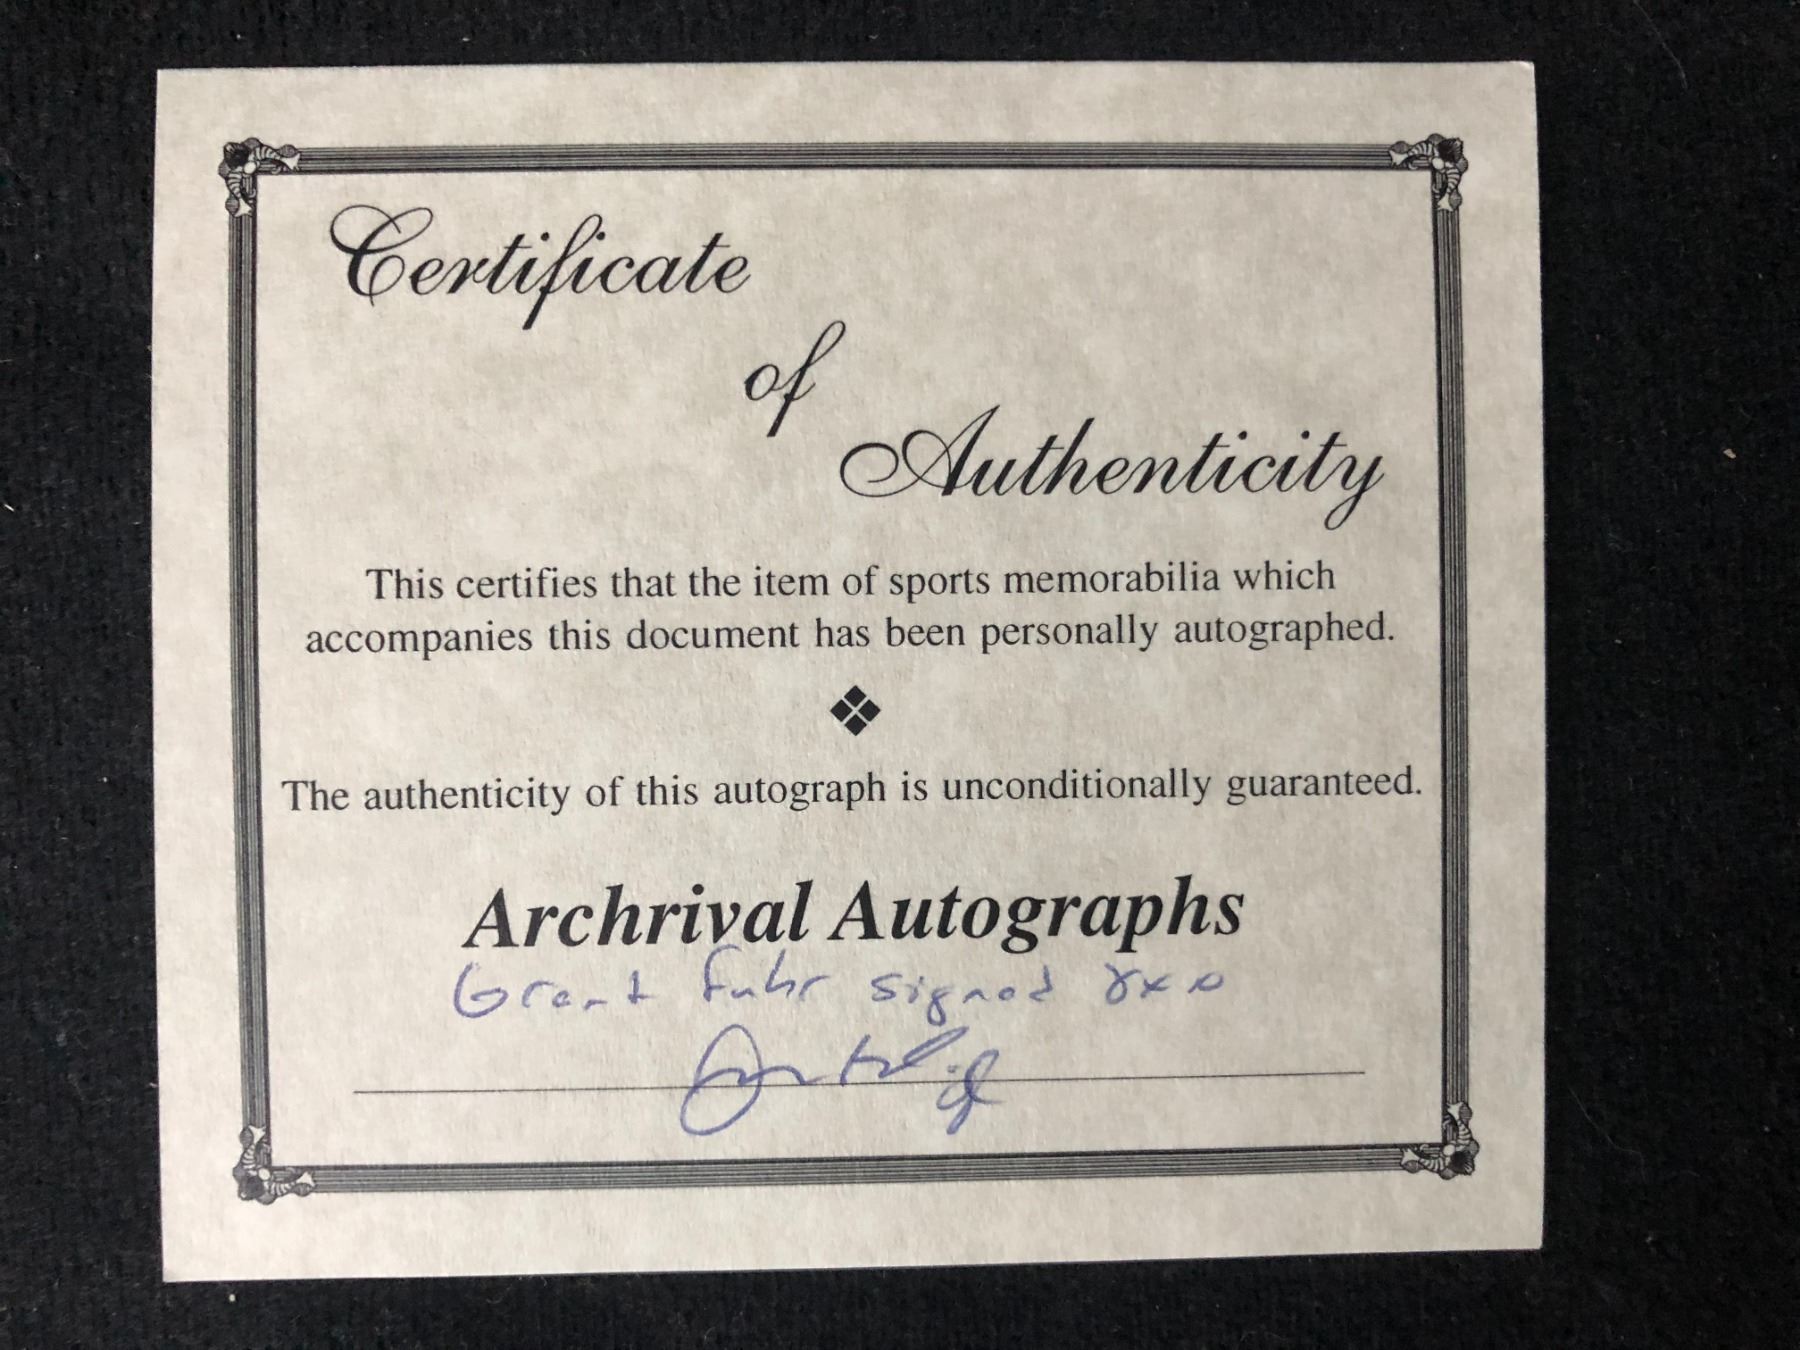 Certificate
of
Authenticity
This certifies that the item of sports memorabilia which
accompanies this document has been personally autographed.
The authenticity of this autograph is unconditionally guaranteed.
Archrival Autographs
Grant Fuhr signed 8x10